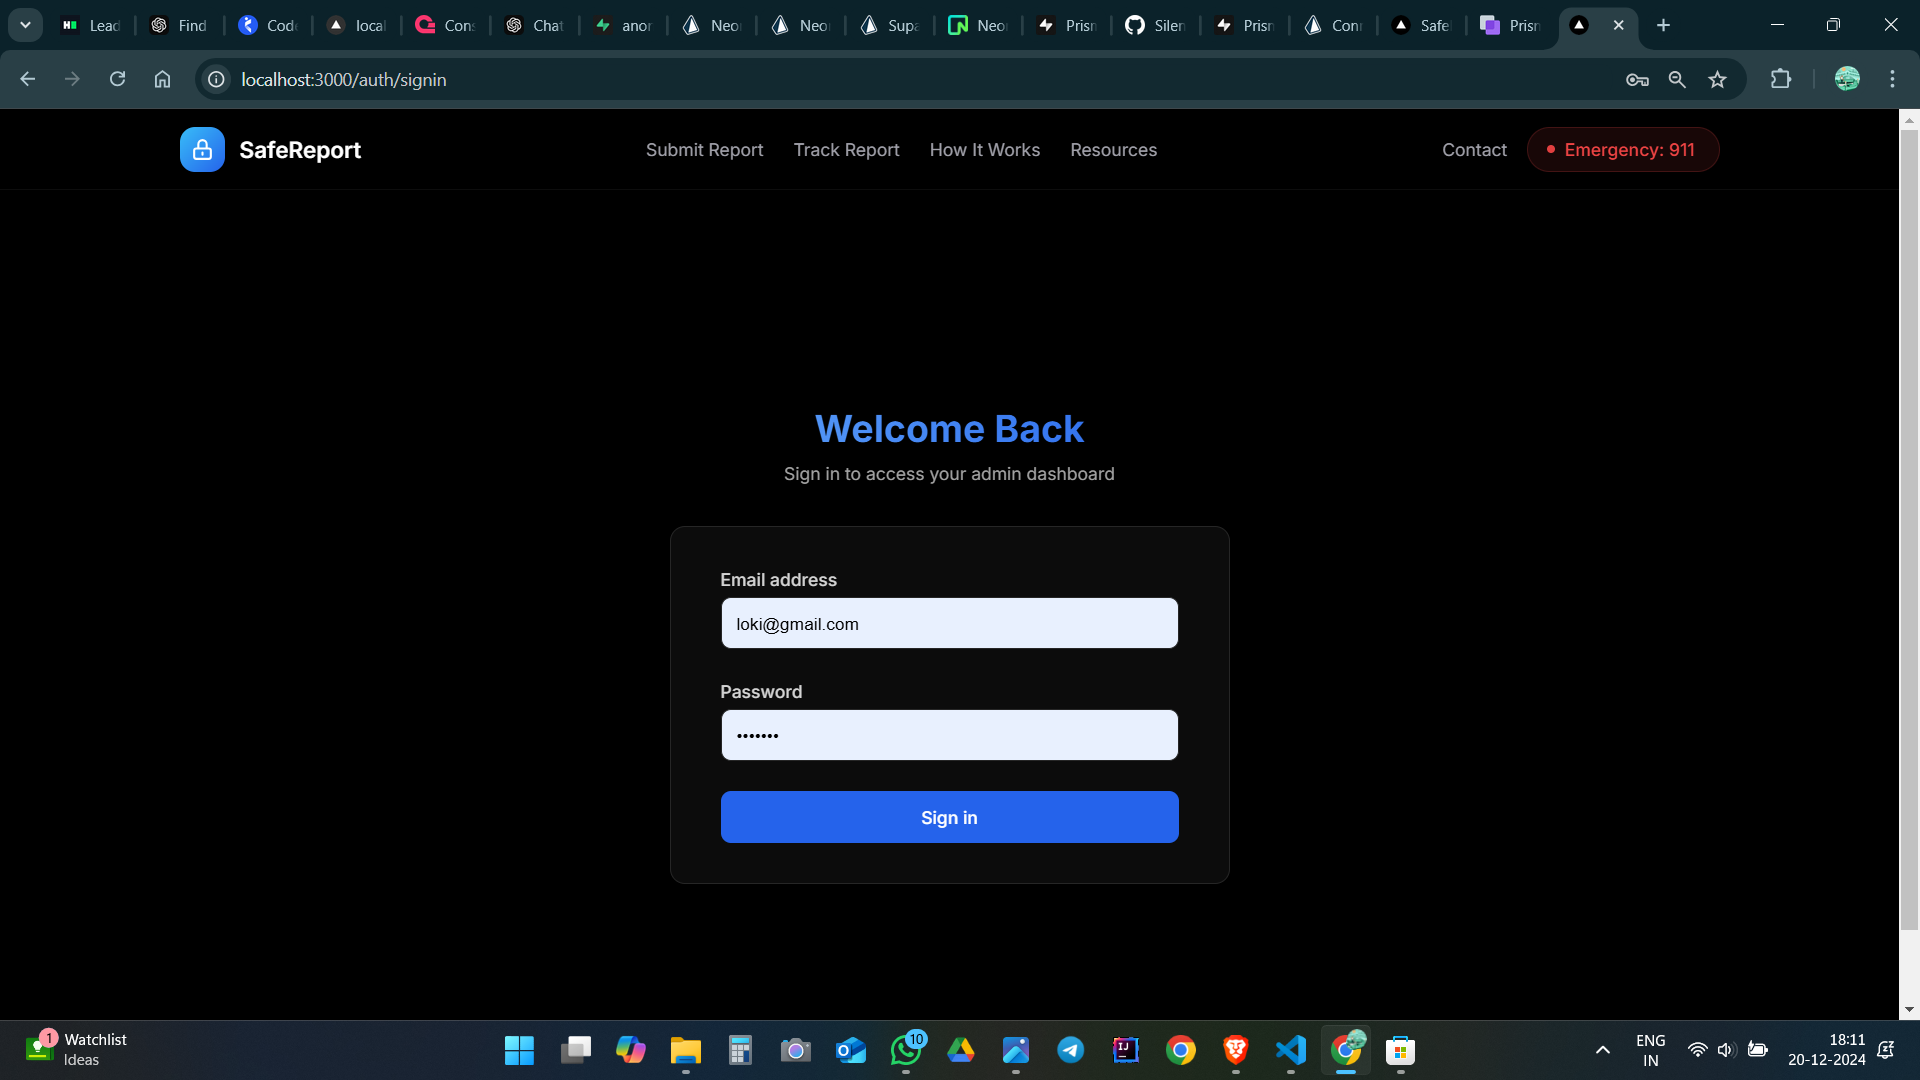 Lead
Find
Code
local
Cons
Chat
anor
Neo
Neo
Supa
Neo
Prism
Silen
Prism
Conn
Safe
Prism
localhost:3000/auth/signin
SafeReport
Submit Report
Track Report
How It Works
Resources
Contact
Emergency: 911
Welcome Back
Sign in to access your admin dashboard
Email address
loki@gmail.com
Password
•••••••
Sign in
1
Watchlist
Ideas
10
ENG
IN
18:11
20-12-2024